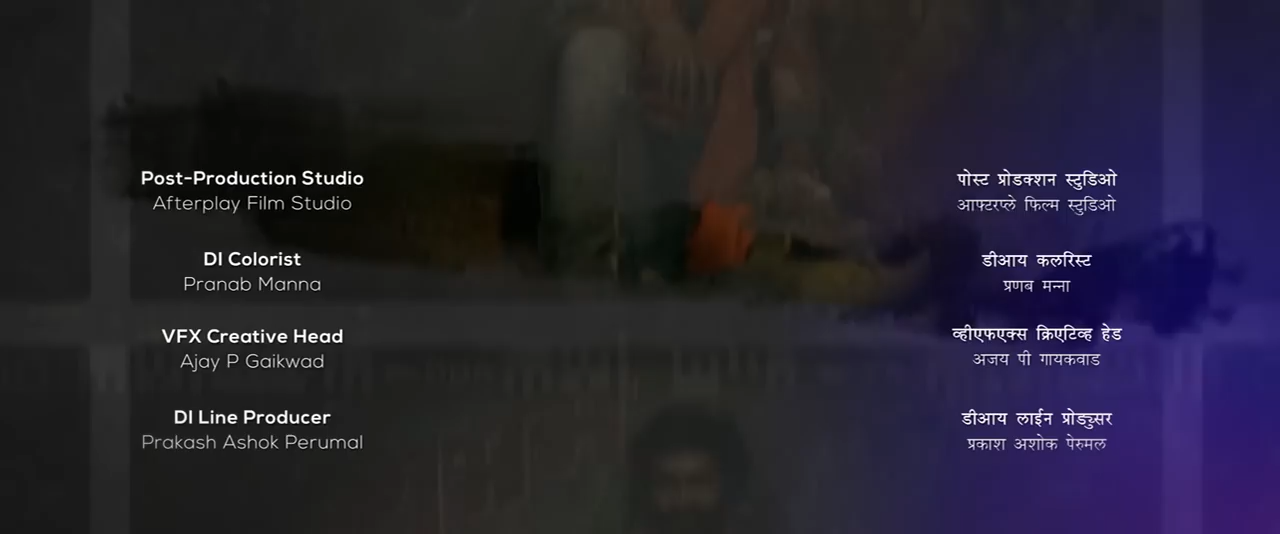 Post-Production Studio
Afterplay Film Studio
DI Colorist
Pranab Manna
VFX Creative Head
Ajay P Gaikwad
DI Line Producer
Prakash Ashok Perumal
पोस्ट प्रोडक्शन स्टुडिओ
आफ्टरप्ले फिल्म स्टुडिओ
डीआय कलरिस्ट
प्रणब मन्ना
व्हीएफएक्स क्रिएटिव्ह हेड
अजय पी गायकवाड
डीआय लाईन प्रोड्युसर
प्रकाश अशोक पेरुमल